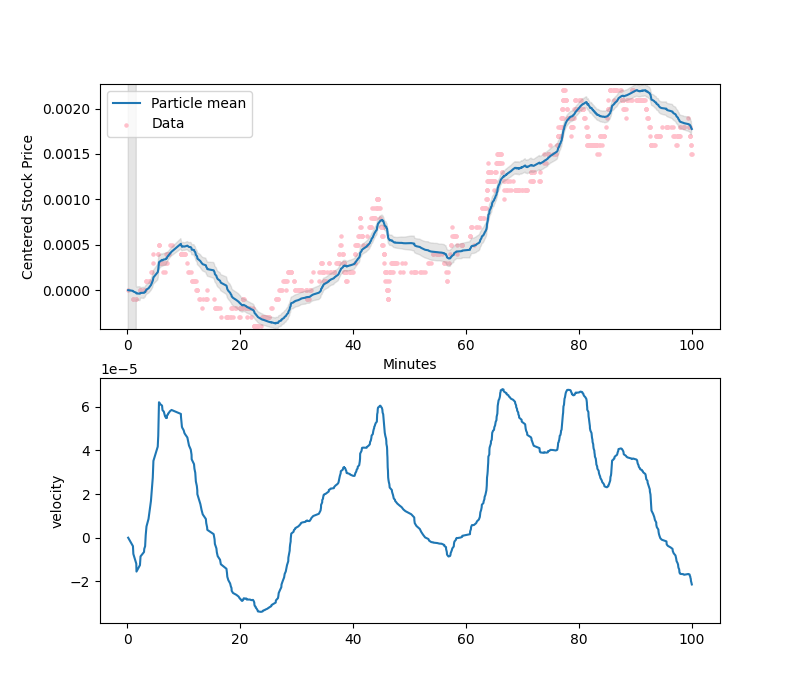 Particle mean
Data
Centered Stock Price
0.0020
0.0015
0.0010
0.0005
0.0000
0 20 40 60 80 100
Minutes
1e−5
velocity
6
4
2
0
−2
0 20 40 60 80 100